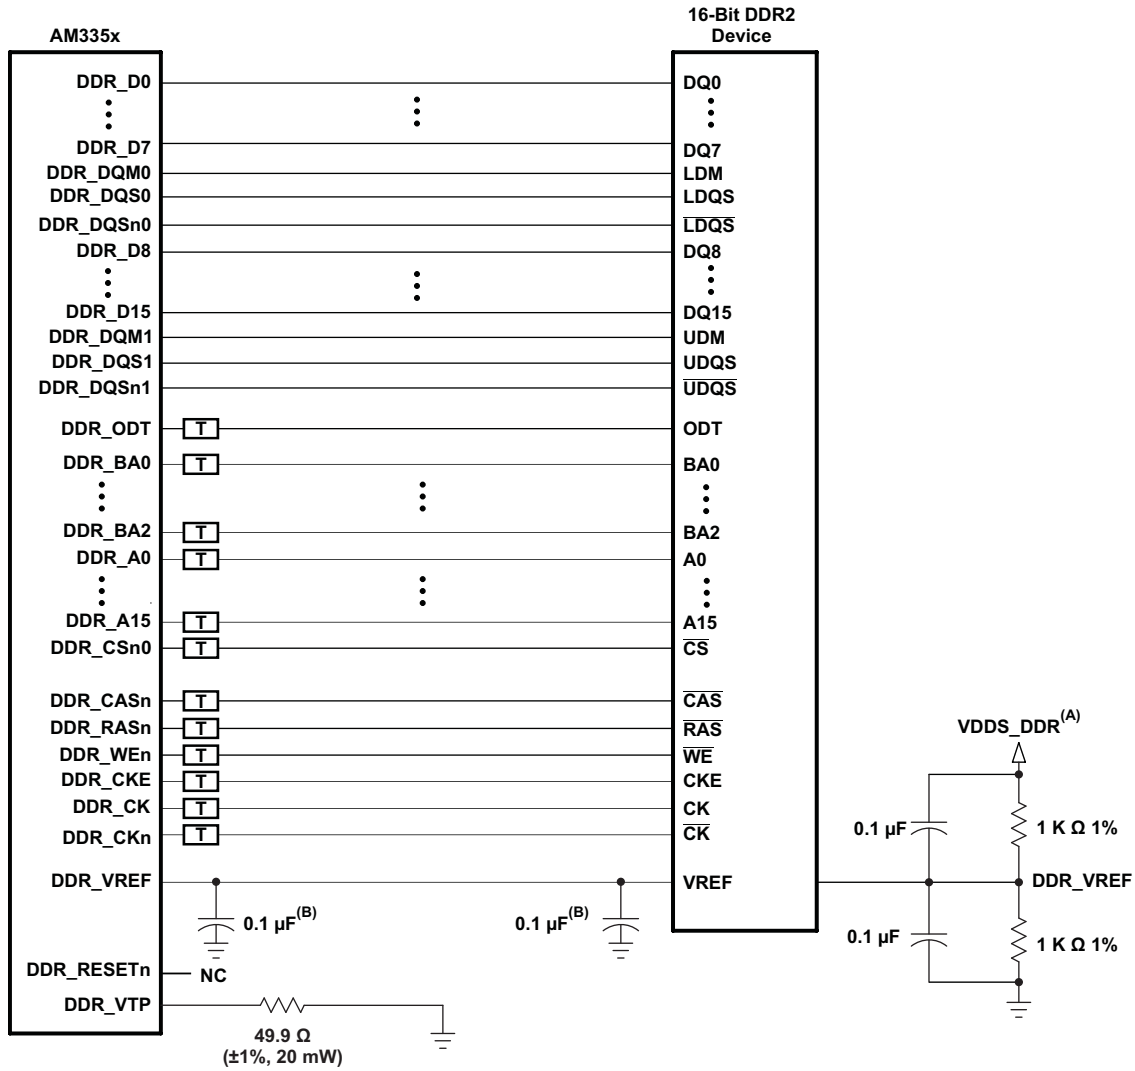 AM335x
16-Bit DDR2
Device
DDR_D0
DQ0
DDR_D7
DQ7
DDR_DQM0
LDM
DDR_DQS0
LDQS
DDR_DQSn0
LDQS
DDR_D8
DQ8
DDR_D15
DQ15
DDR_DQM1
UDM
DDR_DQS1
UDQS
DDR_DQSn1
UDQS
DDR_ODT
T
ODT
DDR_BA0
T
BA0
DDR_BA2
T
BA2
DDR_A0
T
A0
DDR_A15
T
A15
DDR_CSn0
T
CS
DDR_CASn
T
CAS
DDR_RASn
T
RAS
DDR_WEn
T
WE
DDR_CKE
T
CKE
DDR_CK
T
CK
DDR_CKn
T
CK
DDR_VREF
VREF
0.1 µF(B)
0.1 µF(B)
VDDS_DDR(A)
0.1 µF
1 K Ω 1%
DDR_VREF
0.1 µF
1 K Ω 1%
DDR_RESETn
NC
DDR_VTP
49.9 Ω
(±1%, 20 mW)